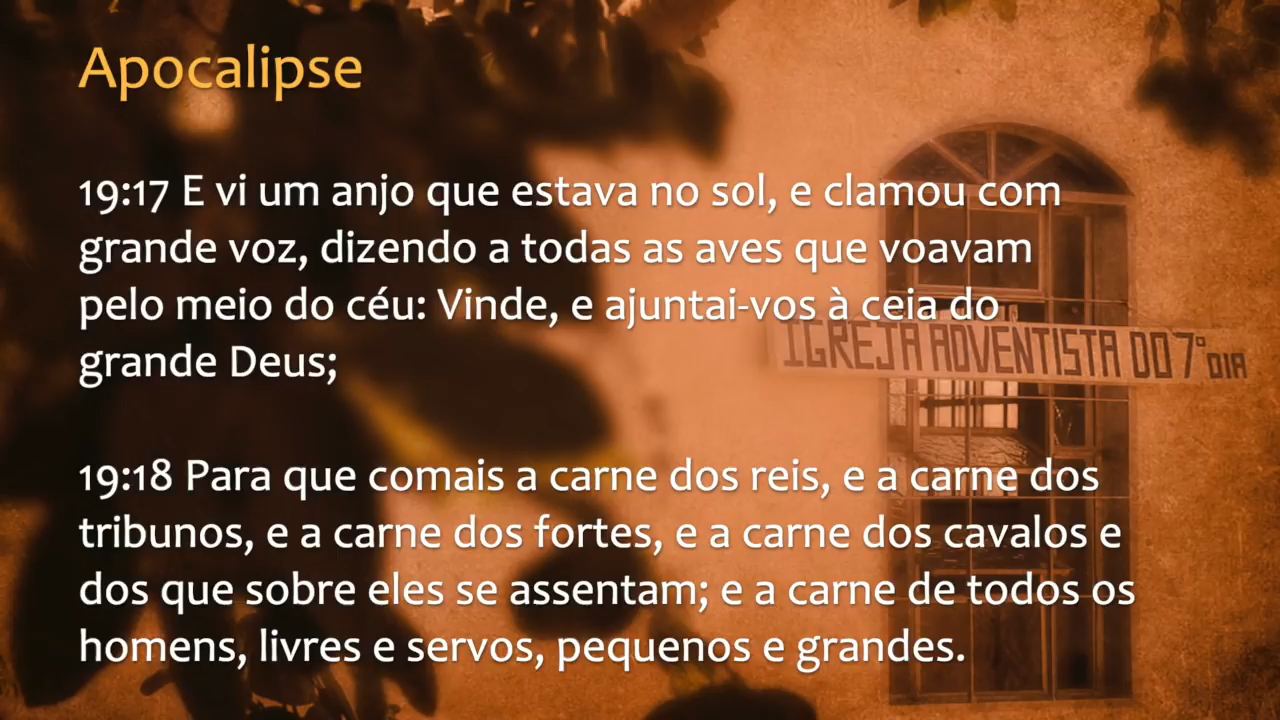 Apocalipse
19:17 E vi um anjo que estava no sol, e clamou com
grande voz, dizendo a todas as aves que voavam
pelo meio do céu: Vinde, e ajuntai-vos à ceia do
grande Deus;
IGREJA ADVENTISTA DO 7° DIA
19:18 Para que comais a carne dos reis, e a carne dos
tribunos, e a carne dos fortes, e a carne dos cavalos e
dos que sobre eles se assentam; e a carne de todos os
homens, livres e servos, pequenos e grandes.